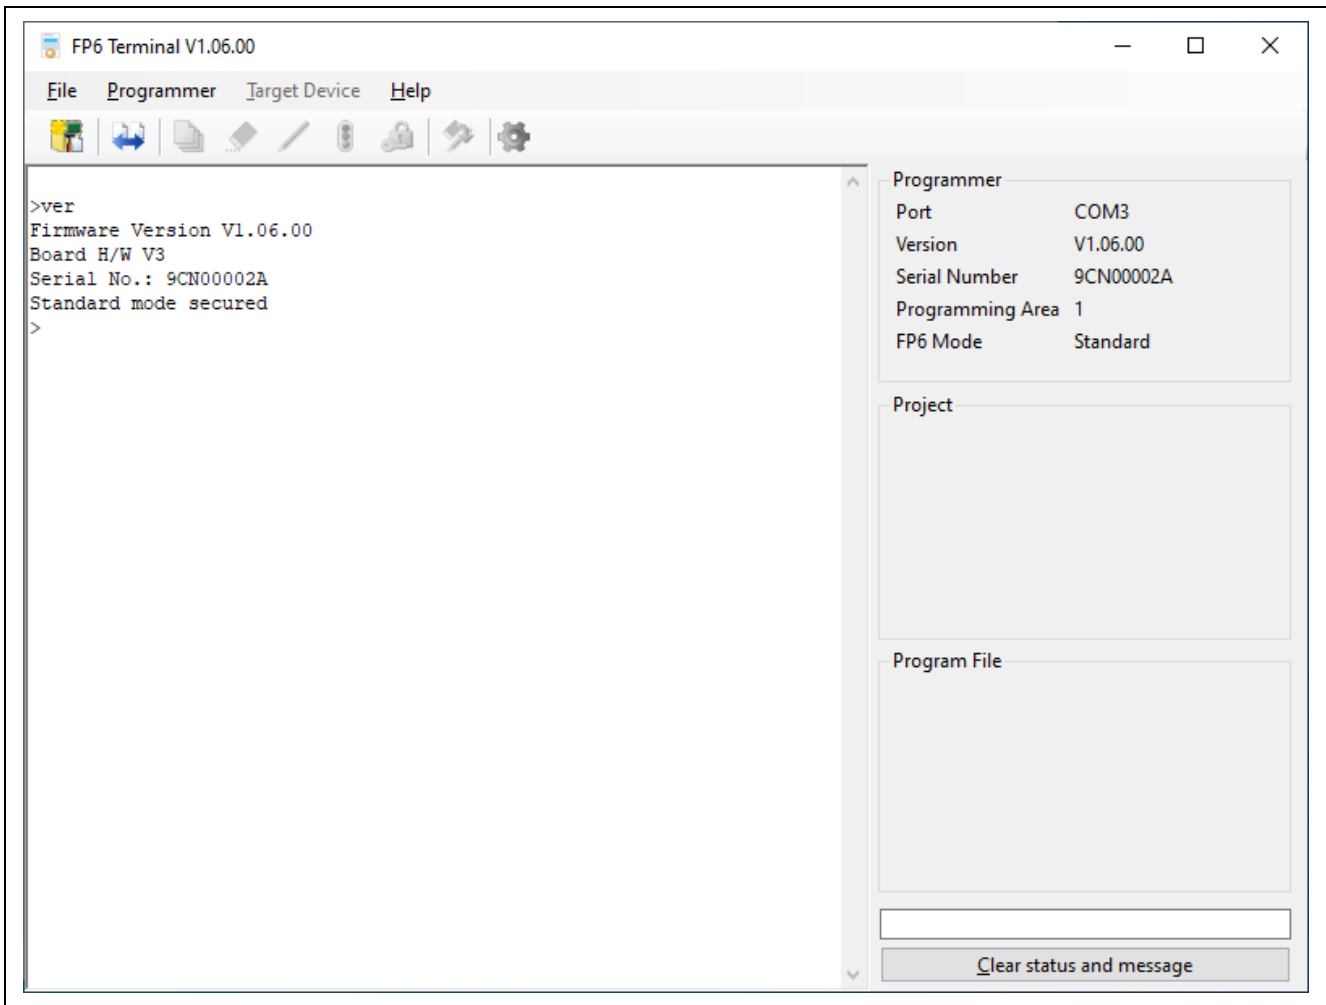 FP6 Terminal V1.06.00
File Programmer Target Device Help
>ver
Firmware Version V1.06.00
Board H/W V3
Serial No.: 9CN00002A
Standard mode secured
>
Programmer
Port COM3
Version V1.06.00
Serial Number 9CN00002A
Programming Area 1
FP6 Mode Standard
Project
Program File
Clear status and message